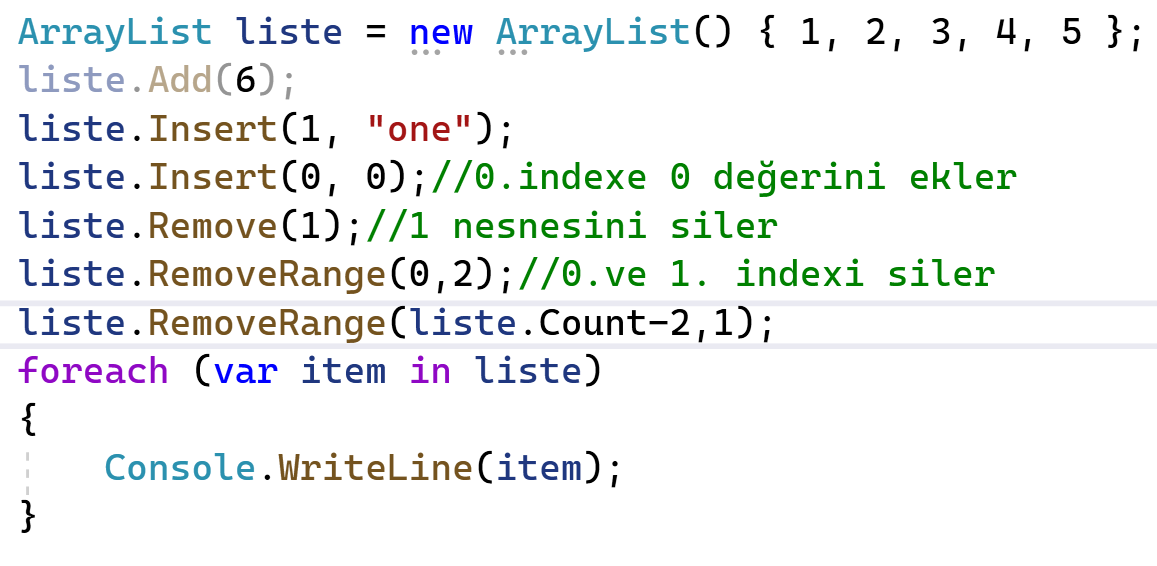 ArrayList liste = new ArrayList() { 1, 2, 3, 4, 5 };
liste.Add(6);
liste.Insert(1, "one");
liste.Insert(0, 0);//0.indexe 0 değerini ekler
liste.Remove(1);//1 nesnesini siler
liste.RemoveRange(0,2);//0.ve 1. indexi siler
liste.RemoveRange(liste.Count-2,1);
foreach (var item in liste)
{
    Console.WriteLine(item);
}